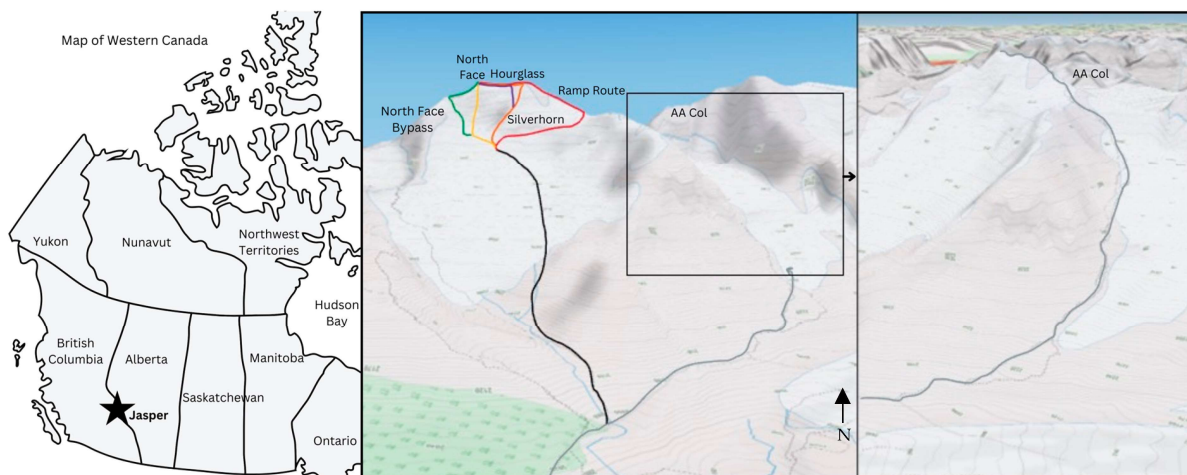 Map of Western Canada
Yukon
Nunavut
Northwest
Territories
Hudson
Bay
British
Columbia
Alberta
Manitoba
Saskatchewan
Jasper
Ontario
North
Face
Hourglass
Ramp Route
North Face
Bypass
Silverhorn
AA Col
N
AA Col